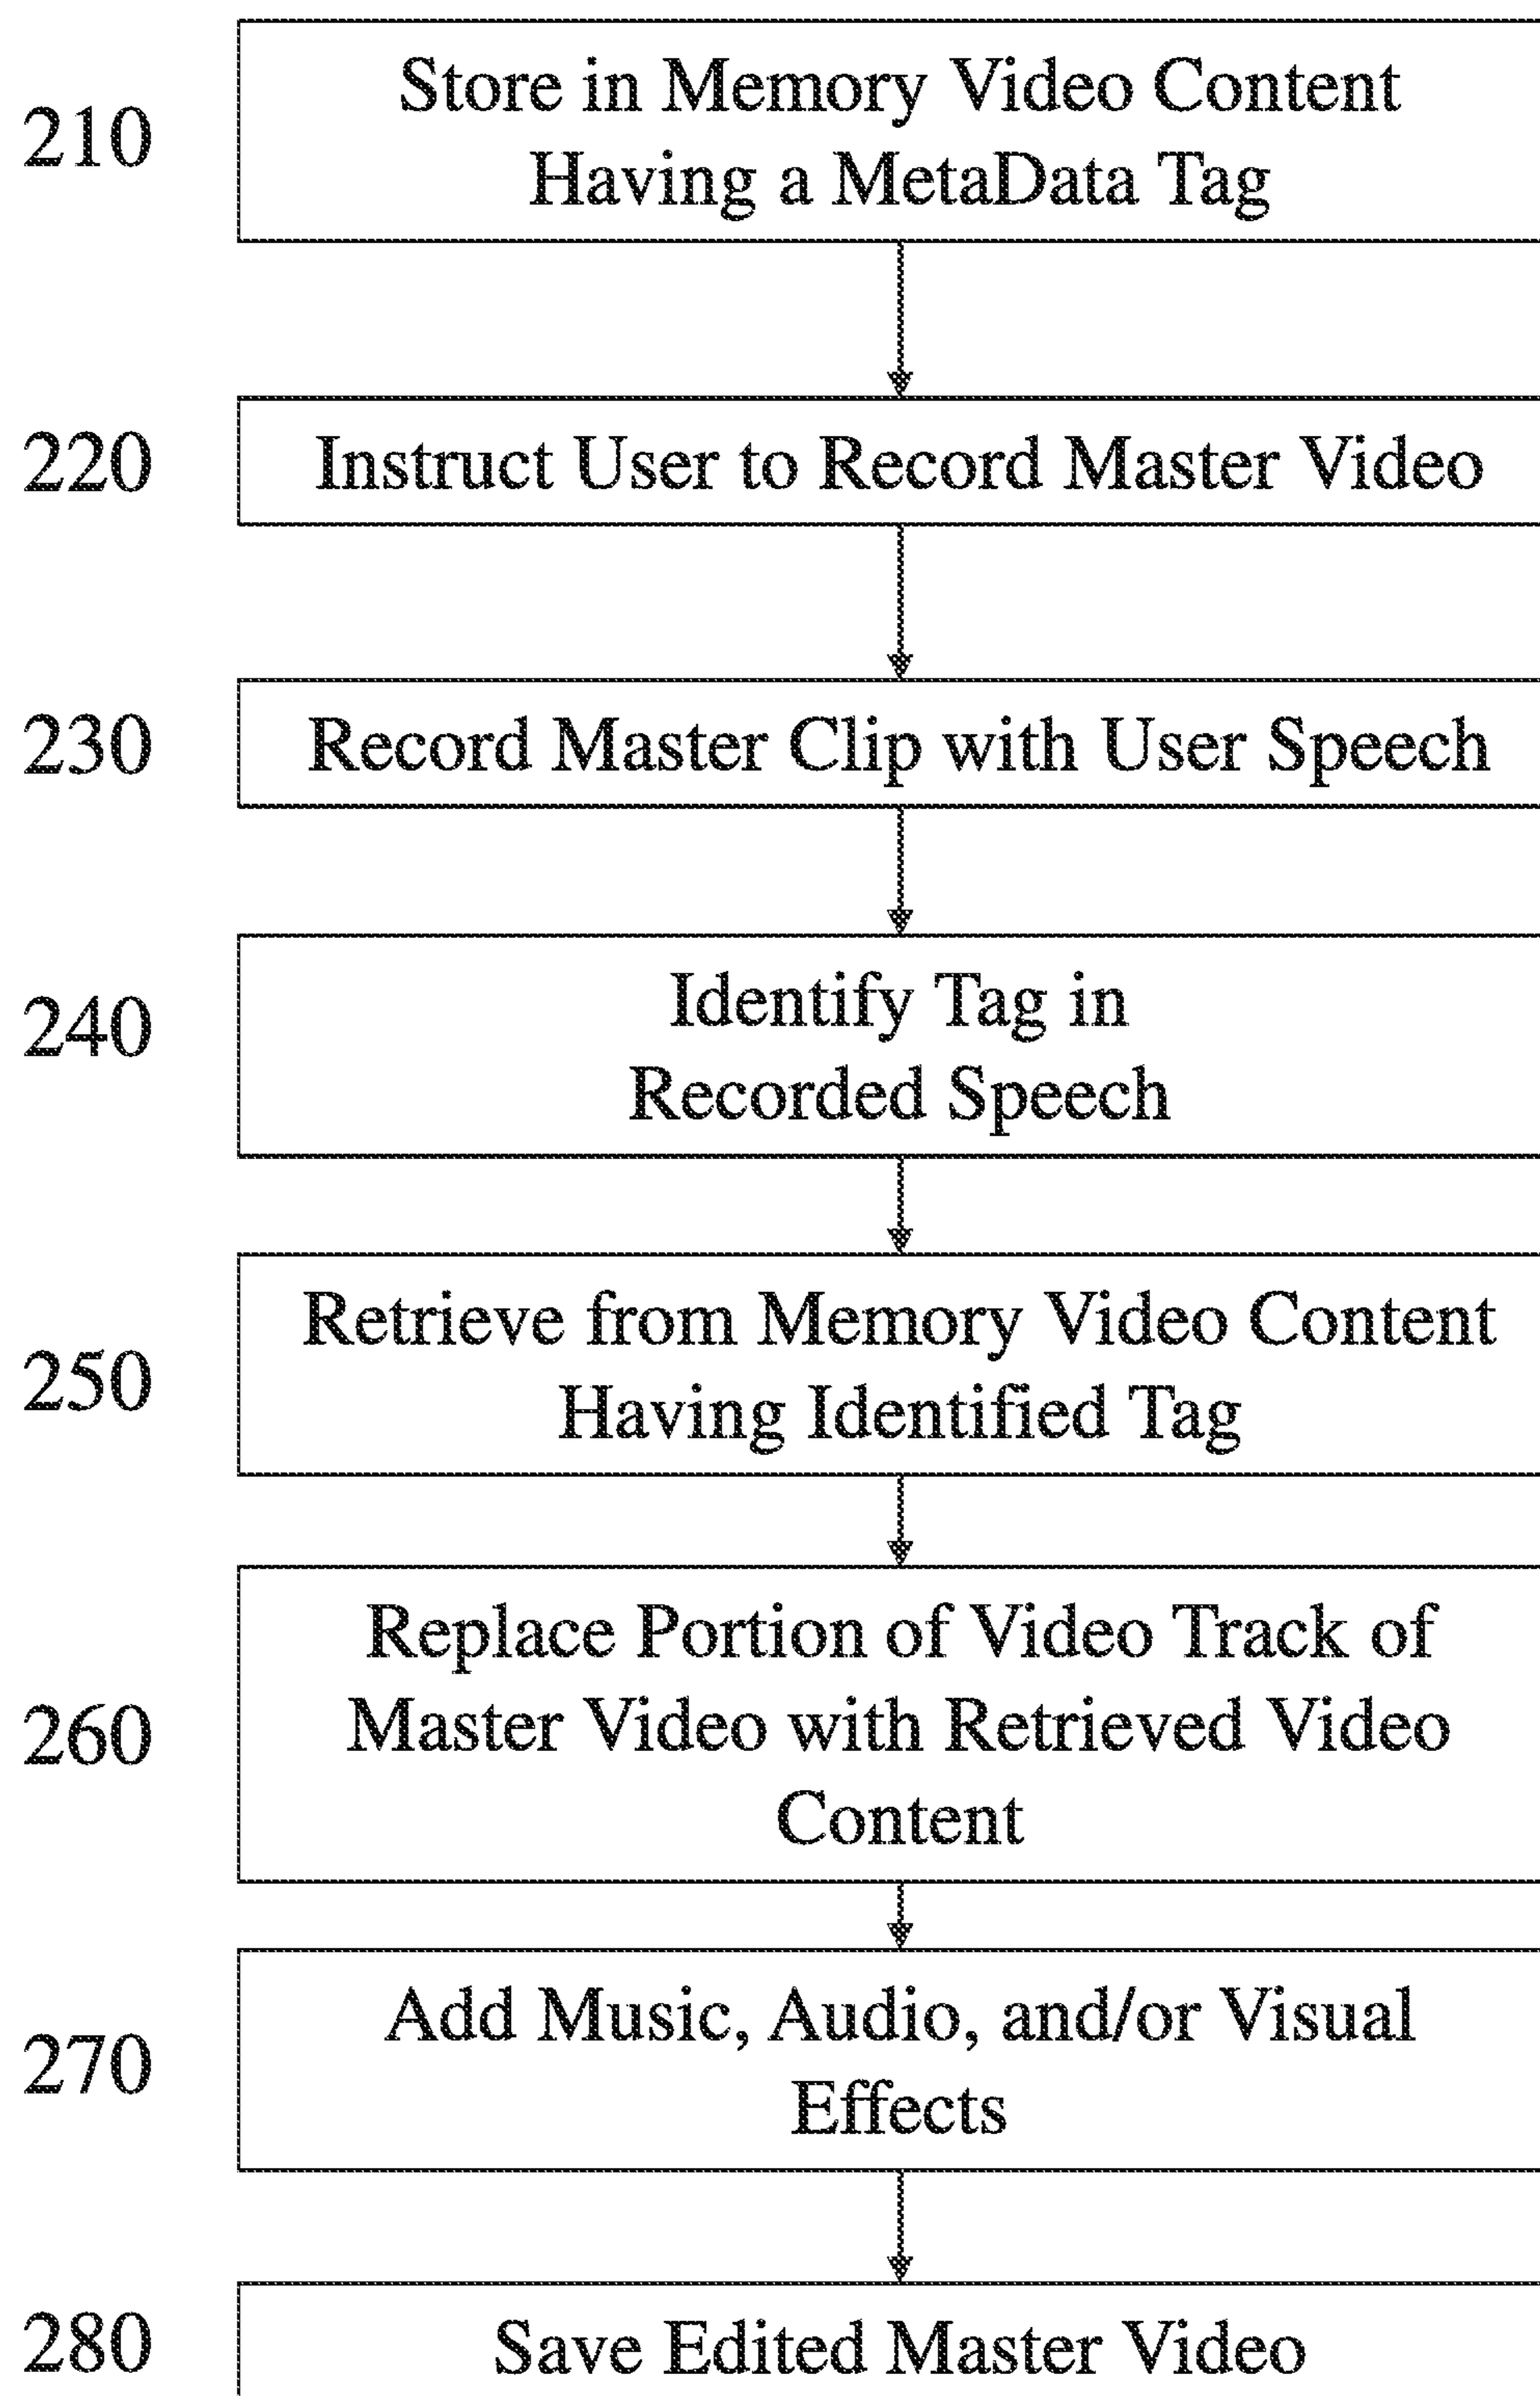 210
Store in Memory Video Content
Having a MetaData Tag
220
Instruct User to Record Master Video
230
Record Master Clip with User Speech
240
Identify Tag in
Recorded Speech
250
Retrieve from Memory Video Content
Having Identified Tag
260
Replace Portion of Video Track of
Master Video with Retrieved Video
Content
270
Add Music, Audio, and/or Visual
Effects
280
Save Edited Master Video